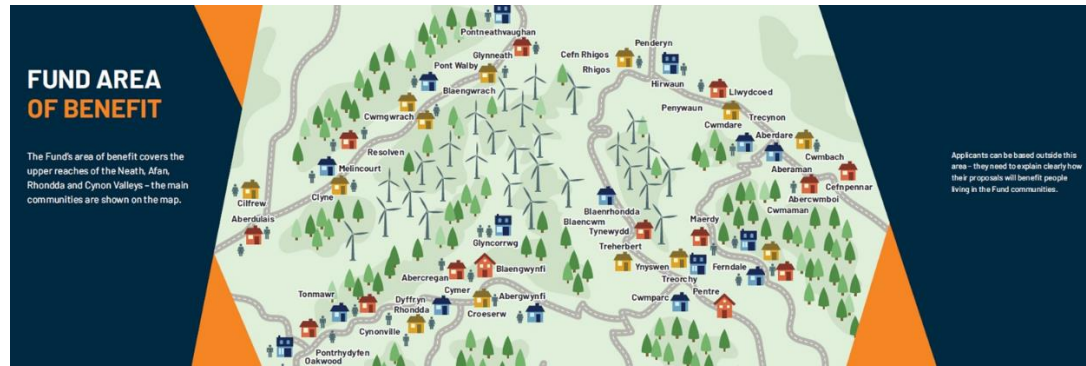 FUND AREA
OF BENEFIT
The Fund's area of benefit covers the
upper reaches of the Neath, Afan,
Rhondda and Cynon Valleys – the main
communities are shown on the map.
Pontneathvaughan
Glynneath
Pont Walby
Blaengwrach
Cwmgwrach
Resolven
Melincourt
Clyne
Cilfrew
Aberdulais
Cefn Rhigos
Rhigos
Penderyn
Hirwaun
Llwydcoed
Penywaun
Trecynon
Cwmdare
Aberdare
Cwmbach
Aberaman
Cefnpennar
Abercwmboi
Cwmaman
Blaenrhondda
Blaencwm
Tynewydd
Maerdy
Treherbert
Ynyswen
Ferndale
Treorchy
Pentre
Cwmparc
Glyncorrwg
Blaengwynfi
Abercregan
Cymer
Abergwynfi
Croeserw
Dyffryn
Rhondda
Tonmawr
Cynonville
Pontrhydyfen
Oakwood
Applicants can be based outside this
area – they need to explain clearly how
their proposals will benefit people
living in the Fund communities.